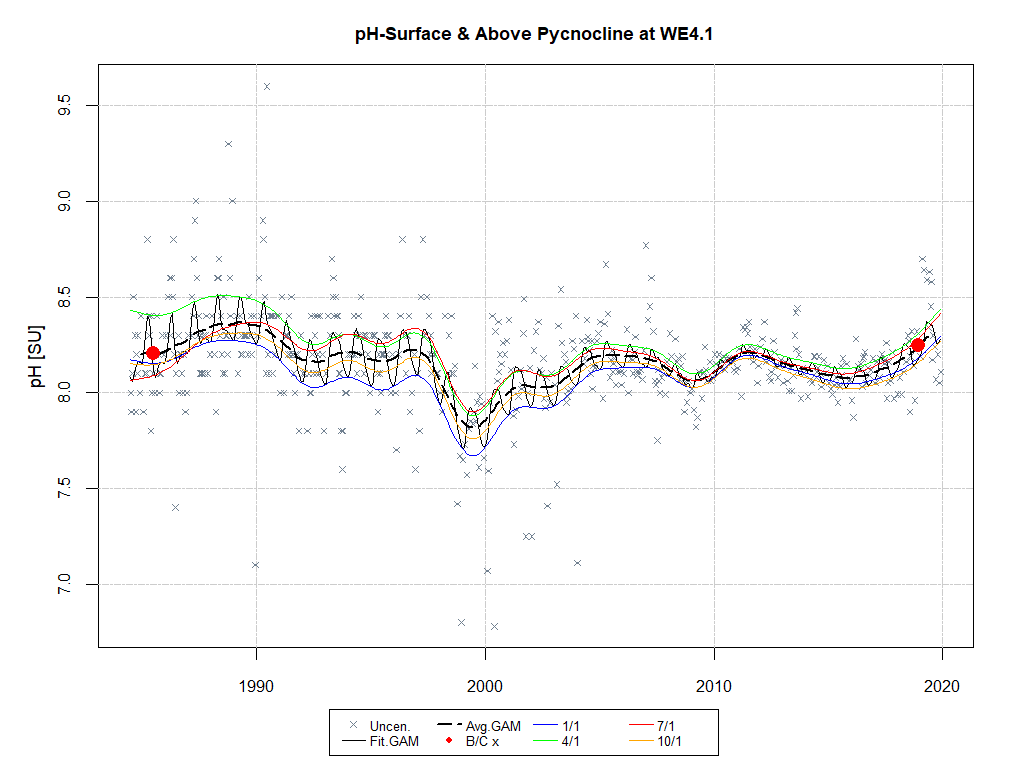 pH-Surface & Above Pycnocline at WE4.1
pH [SU]
9.5
9.0
8.5
8.0
7.5
7.0
1990 2000 2010 2020
Uncen. Avg.GAM 1/1 7/1
Fit.GAM B/C x 4/1 10/1